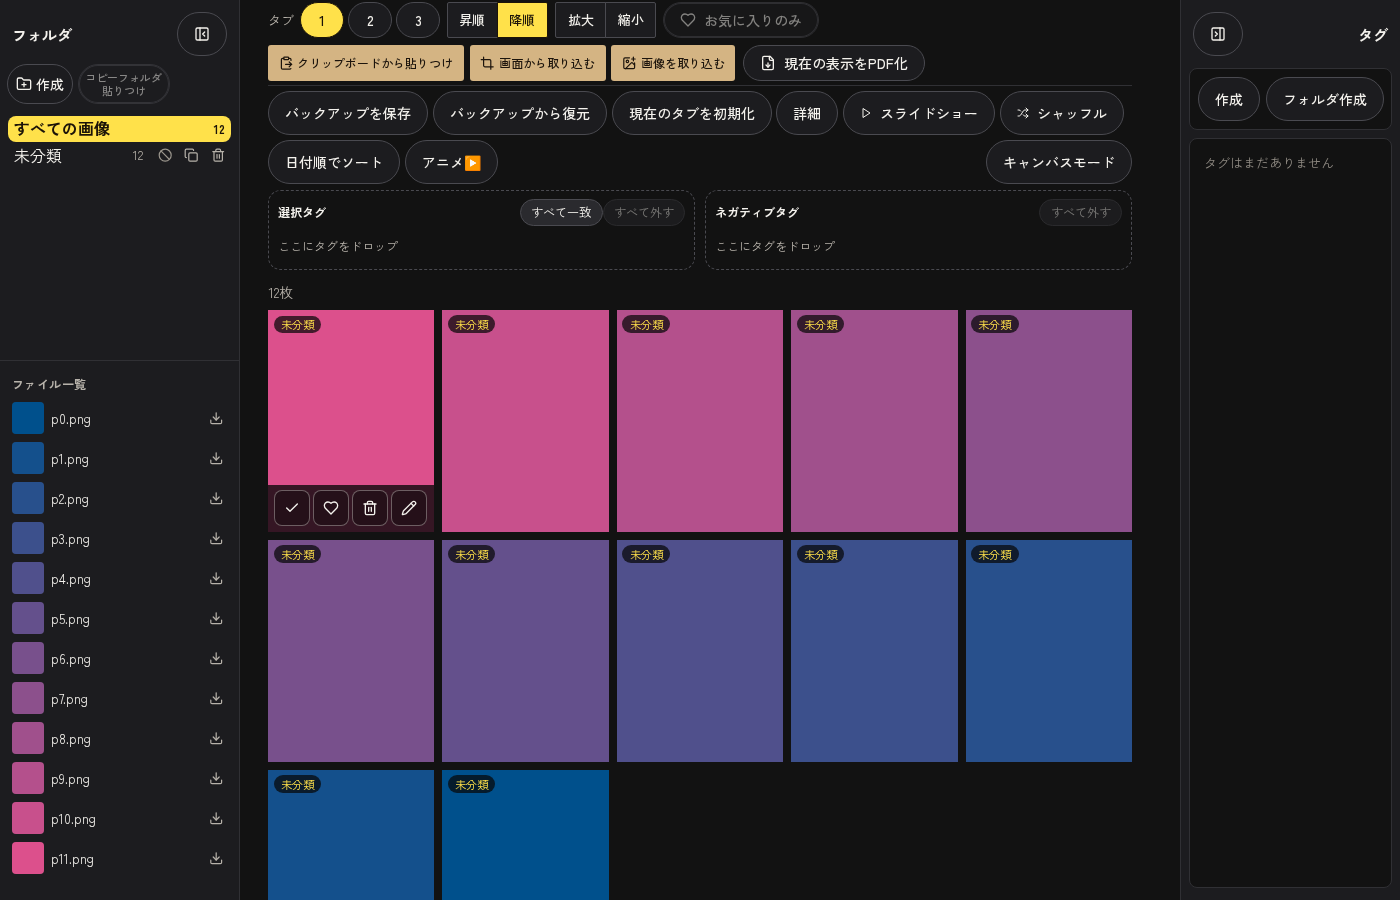 フォルダ
作成
コピーフォルダ
貼りつけ
すべての画像 12
未分類 12
ファイル一覧
p0.png
p1.png
p2.png
p3.png
p4.png
p5.png
p6.png
p7.png
p8.png
p9.png
p10.png
p11.png
タブ 1 2 3 昇順 降順 拡大 縮小 お気に入りのみ
クリップボードから貼りつけ 画面から取り込む 画像を取り込む 現在の表示をPDF化
バックアップを保存 バックアップから復元 現在のタブを初期化 詳細 スライドショー シャッフル
日付順でソート アニメ▶️ キャンバスモード
選択タグ すべて一致 すべて外す
ここにタグをドロップ
ネガティブタグ すべて外す
ここにタグをドロップ
12枚
未分類 未分類 未分類 未分類 未分類
未分類 未分類 未分類 未分類 未分類
未分類 未分類
タグ
作成 フォルダ作成
タグはまだありません